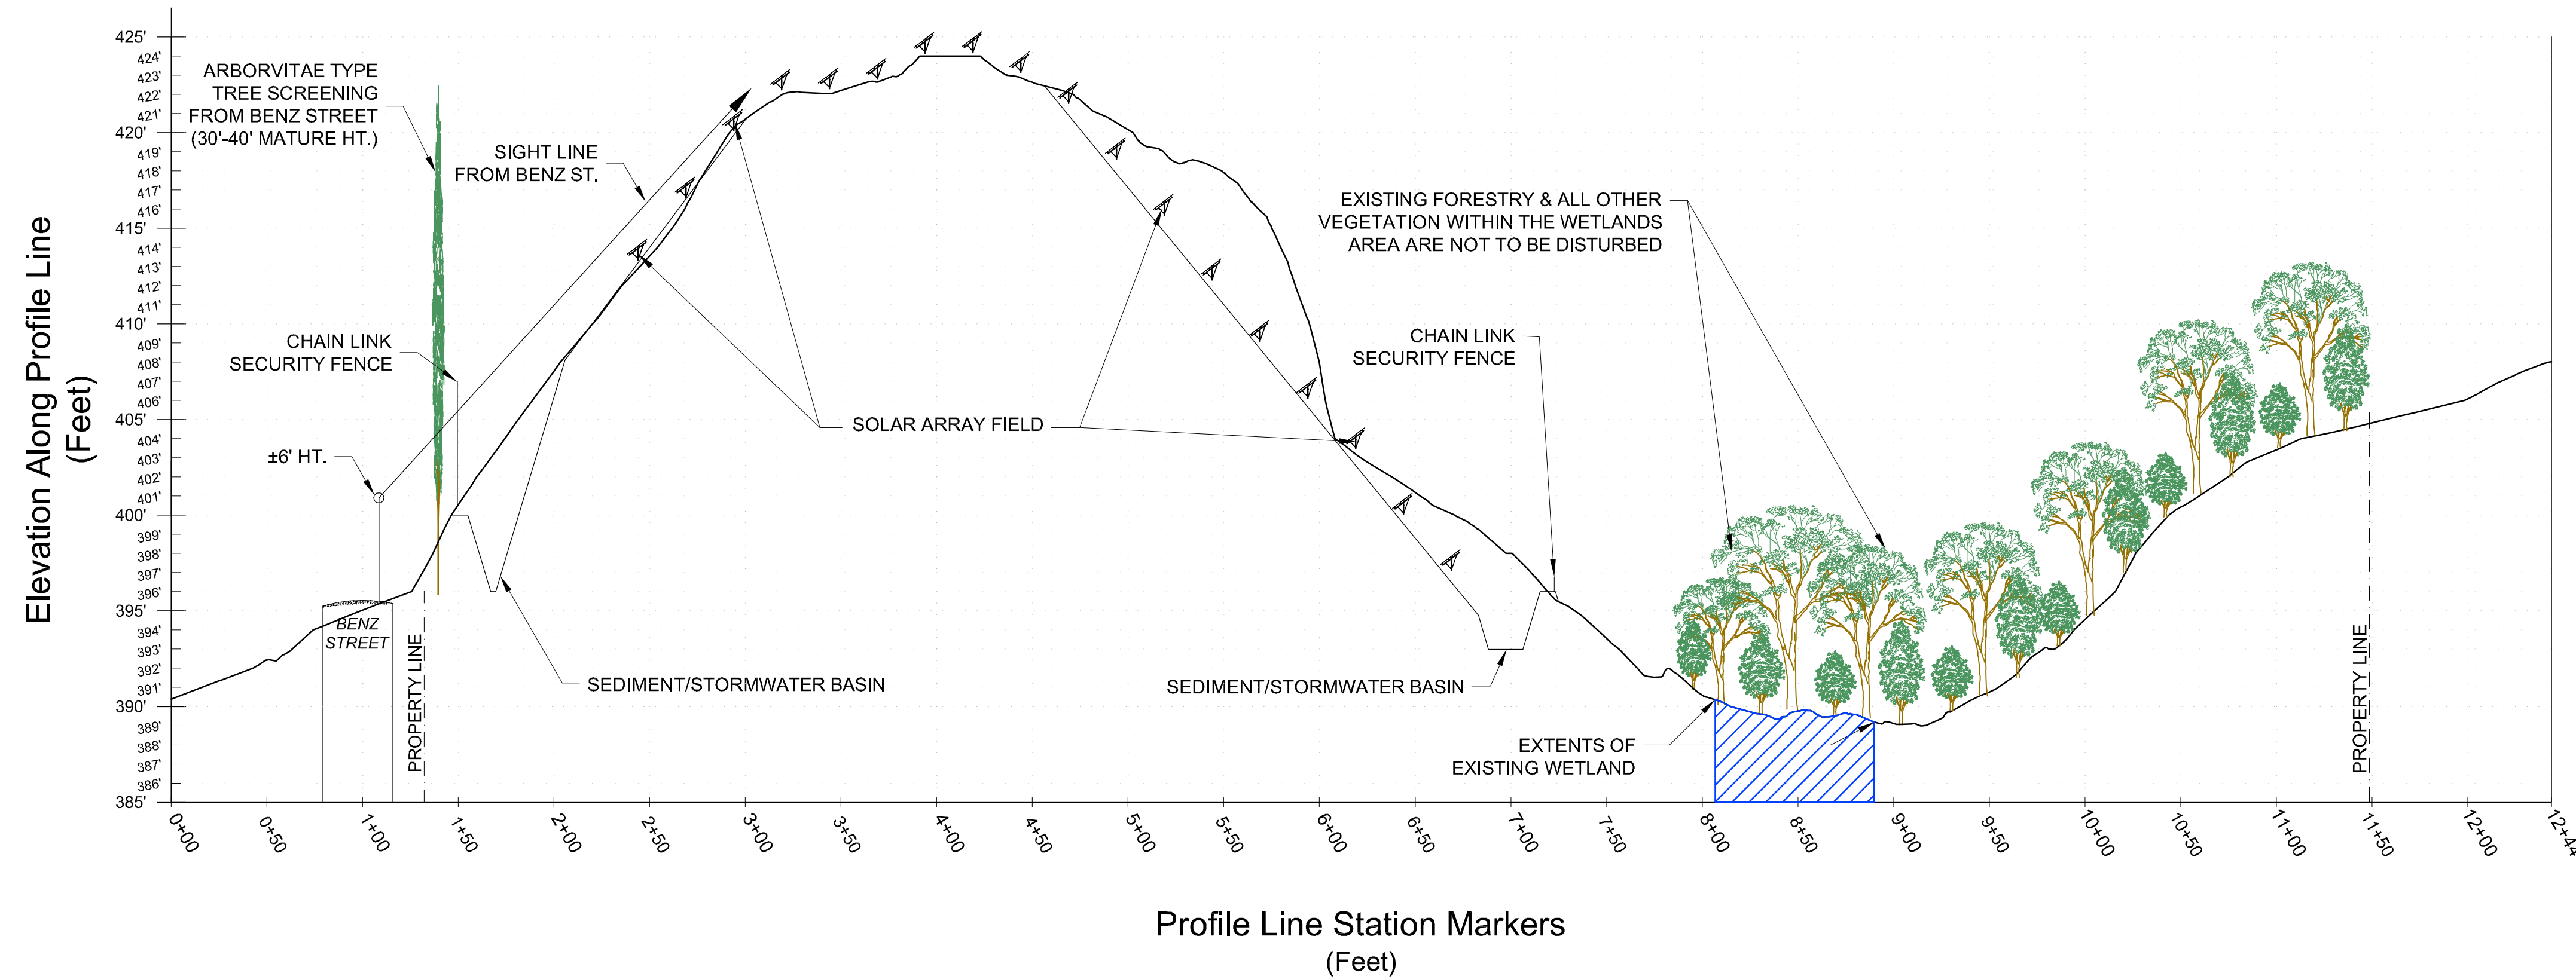 Elevation Along Profile Line
(Feet)
425'
424'
423'
422'
421'
420'
419'
418'
417'
416'
415'
414'
413'
412'
411'
410'
409'
408'
407'
406'
405'
404'
403'
402'
401'
400'
399'
398'
397'
396'
395'
394'
393'
392'
391'
390'
389'
388'
387'
386'
385'
ARBORVITAE TYPE
TREE SCREENING
FROM BENZ STREET
(30'-40' MATURE HT.)
SIGHT LINE
FROM BENZ ST.
CHAIN LINK
SECURITY FENCE
±6' HT.
BENZ
STREET
PROPERTY LINE
SEDIMENT/STORMWATER BASIN
SOLAR ARRAY FIELD
EXISTING FORESTRY & ALL OTHER
VEGETATION WITHIN THE WETLANDS
AREA ARE NOT TO BE DISTURBED
CHAIN LINK
SECURITY FENCE
SEDIMENT/STORMWATER BASIN
EXTENTS OF
EXISTING WETLAND
PROPERTY LINE
0+00
0+50
1+00
1+50
2+00
2+50
3+00
3+50
4+00
4+50
5+00
5+50
6+00
6+50
7+00
7+50
8+00
8+50
9+00
9+50
10+00
10+50
11+00
11+50
12+00
12+44
Profile Line Station Markers
(Feet)